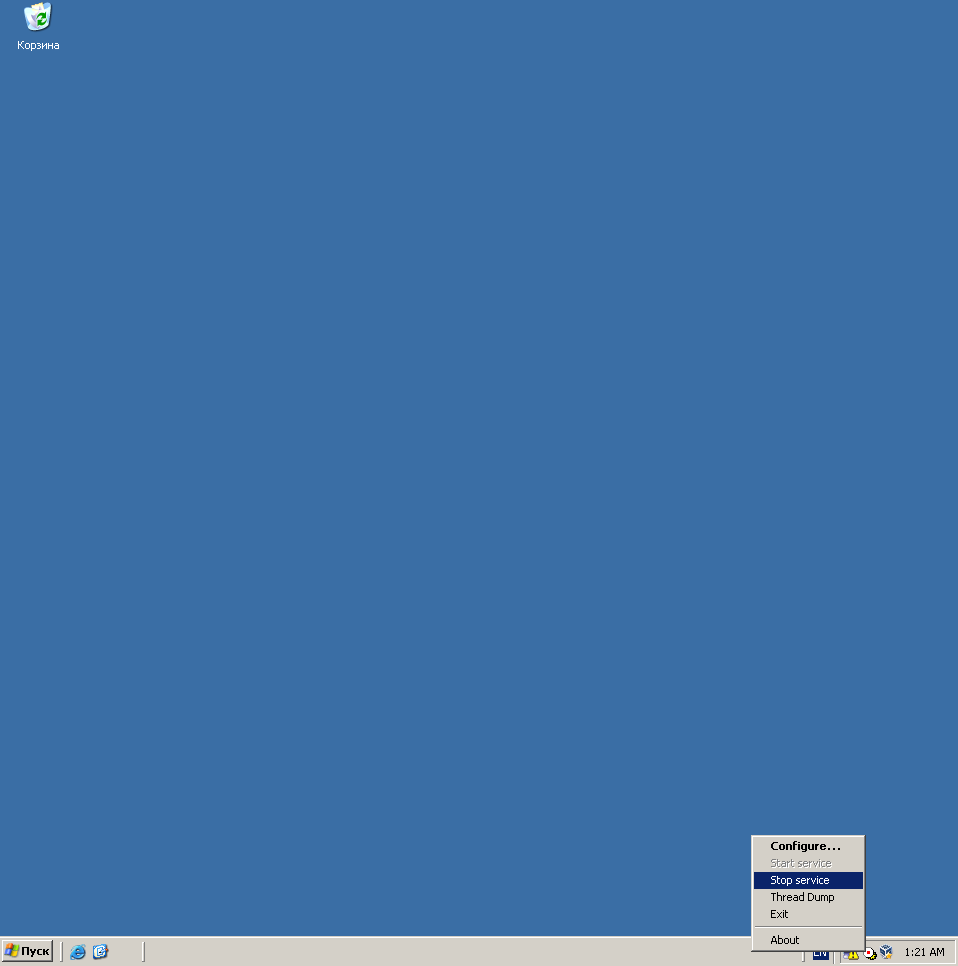 Корзина
Configure...
Start service
Stop service
Thread Dump
Exit
About
Пуск
EN
1:21 AM